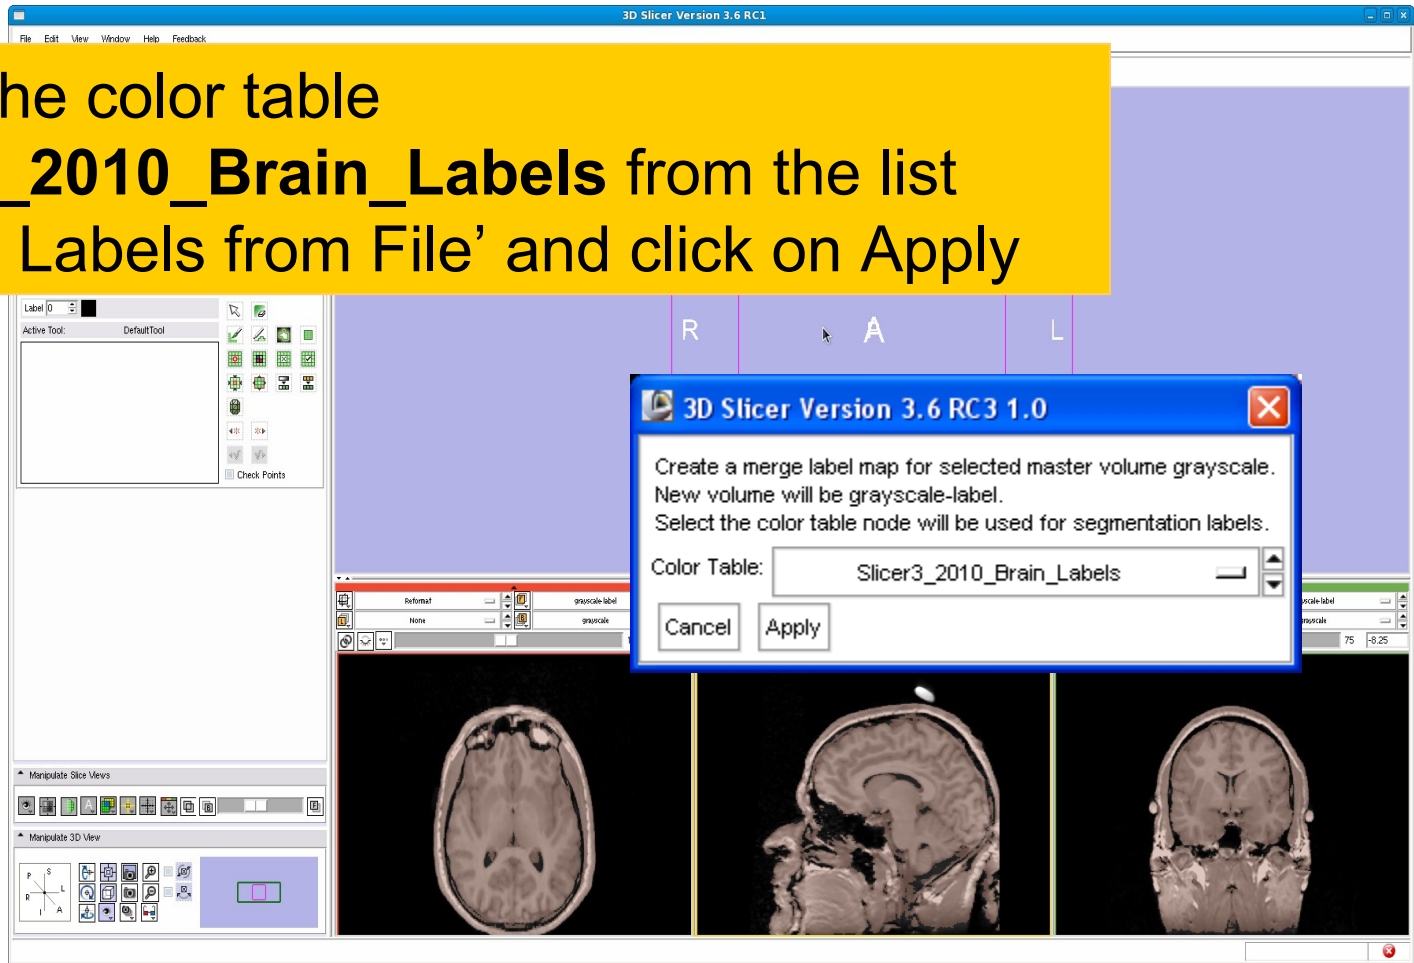 3D Slicer Version 3.6 RC1
File Edit View Window Help Feedback
he color table
_2010_Brain_Labels from the list
Labels from File’ and click on Apply
Label 0
Active Tool: DefaultTool
Check Points
R A L
3D Slicer Version 3.6 RC3 1.0
Create a merge label map for selected master volume grayscale.
New volume will be grayscale-label.
Select the color table node will be used for segmentation labels.
Color Table: Slicer3_2010_Brain_Labels
Cancel Apply
Reformat grayscale-label
None grayscale
75 -8.25
Manipulate Slice Views
Manipulate 3D View
P S
L
R
I A